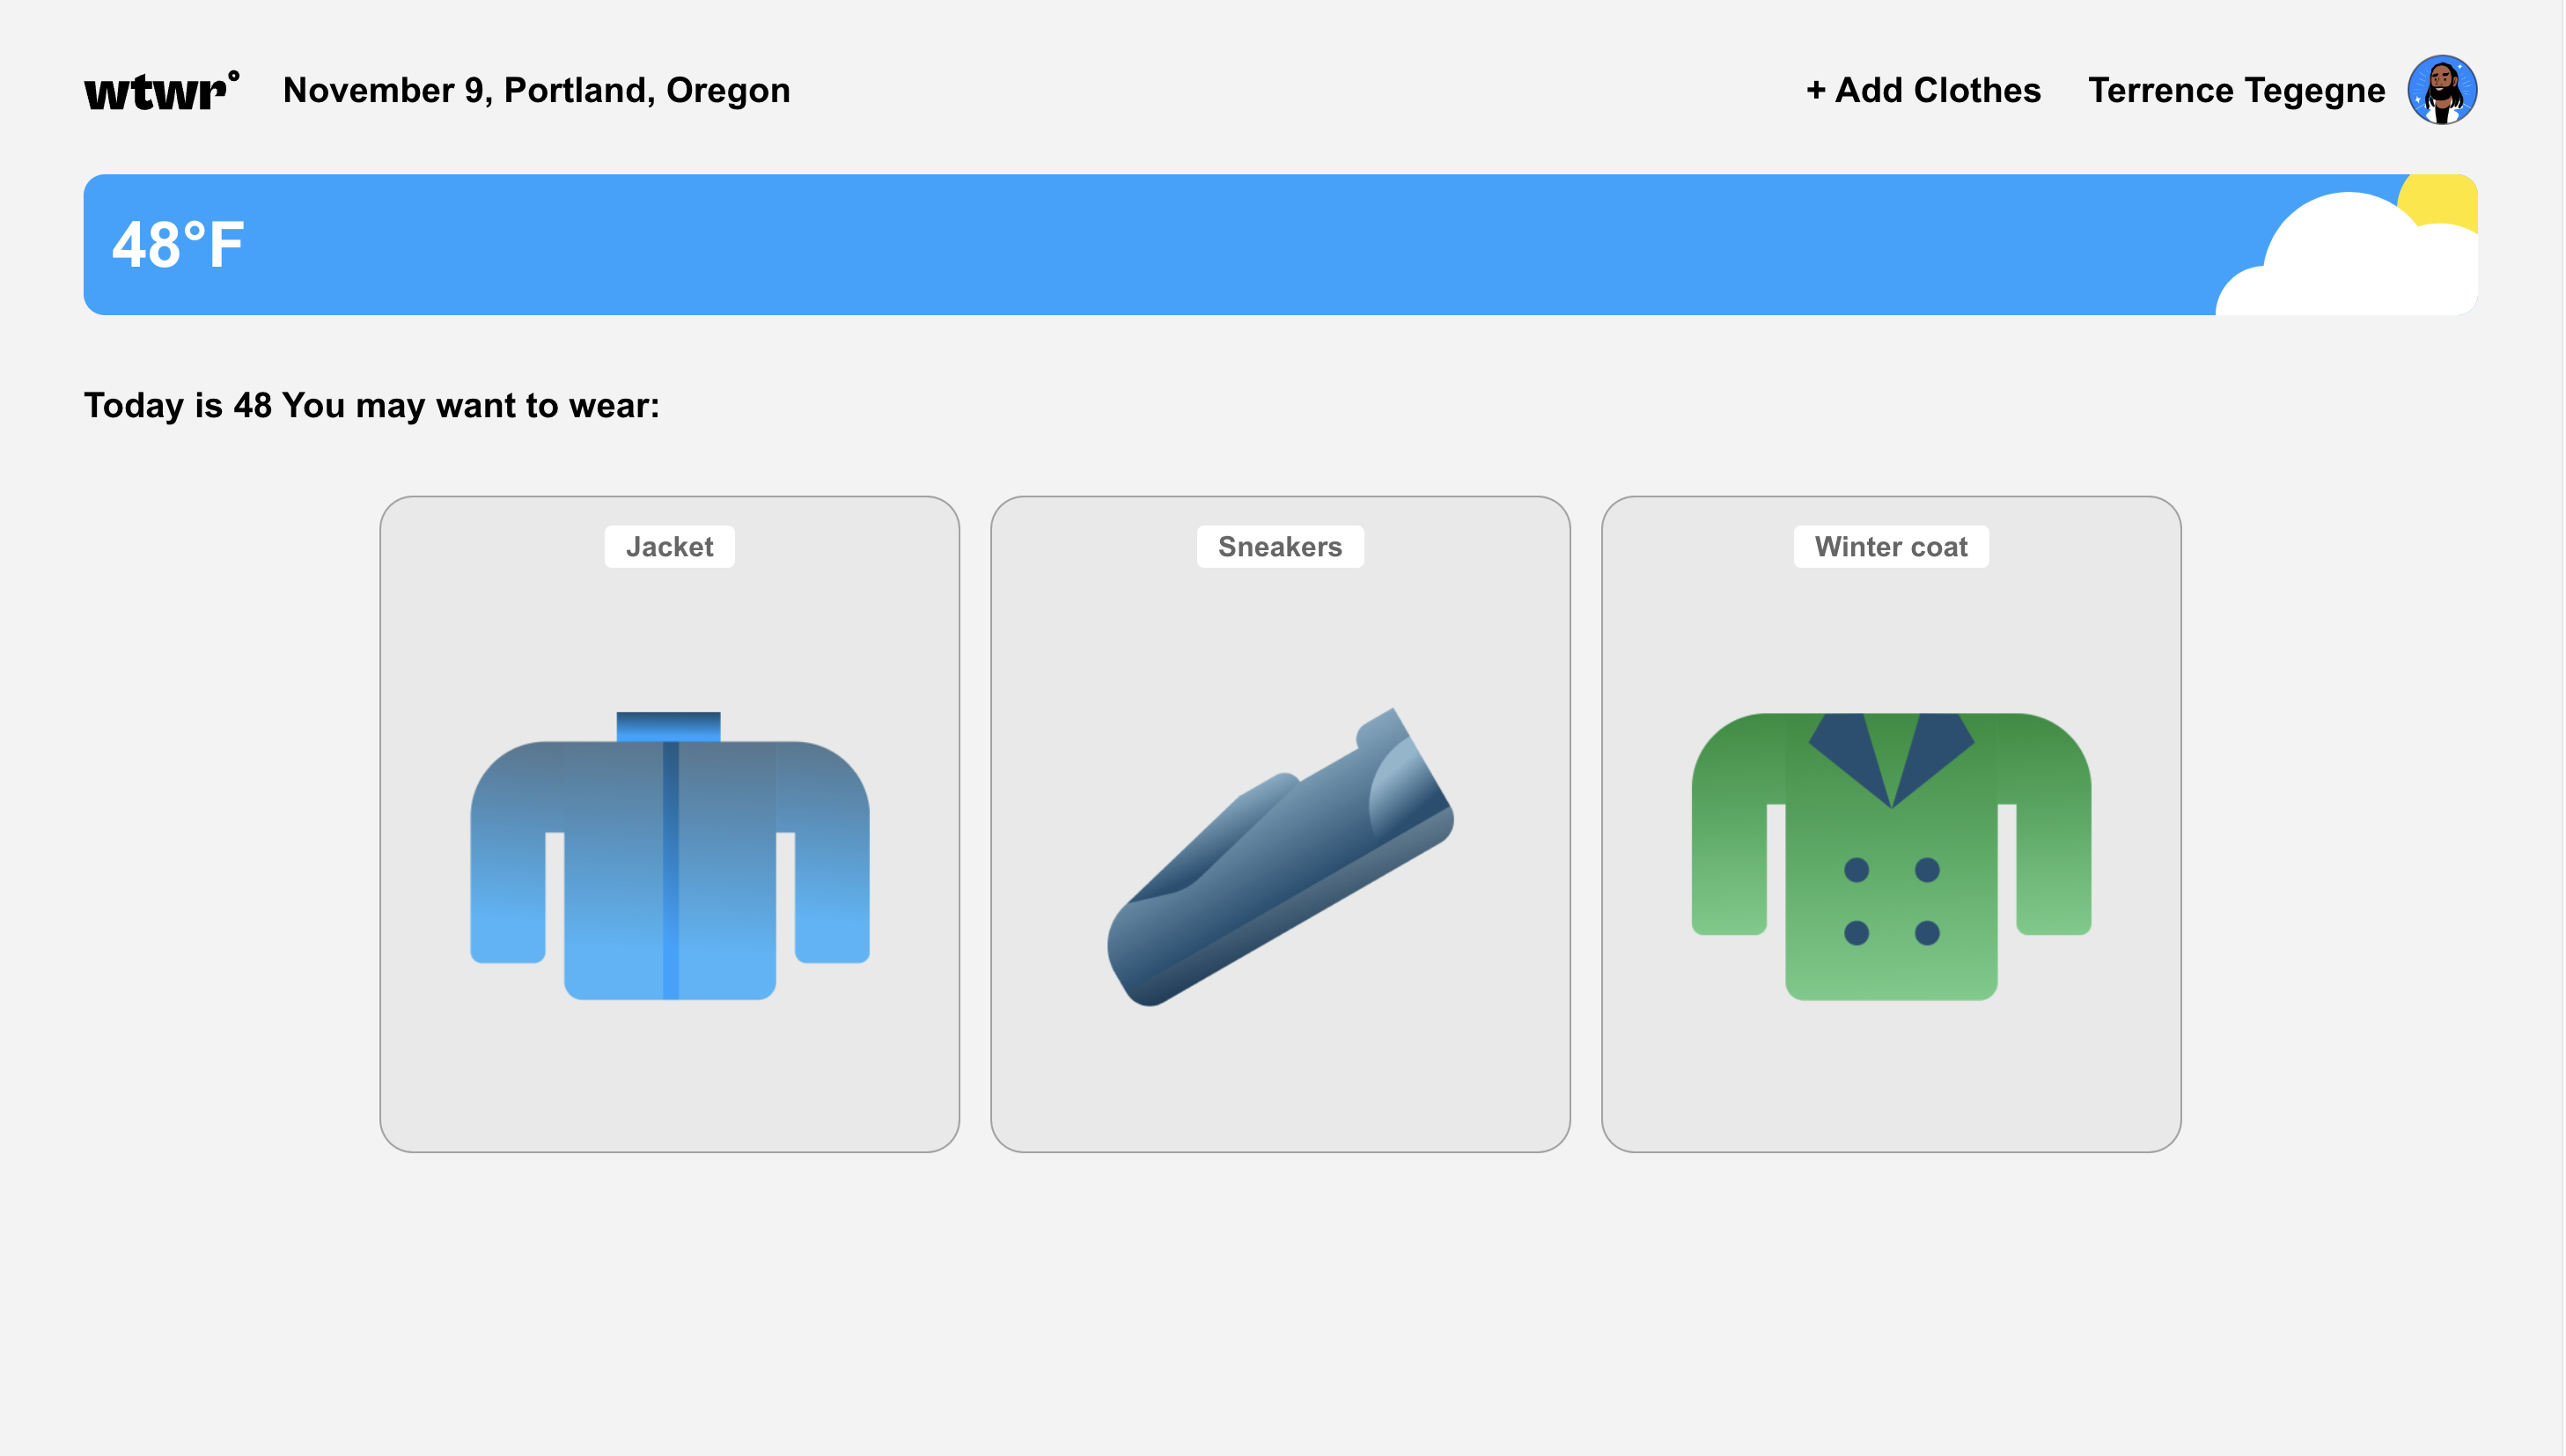 wtwr°
November 9, Portland, Oregon
+ Add Clothes
Terrence Tegegne
48°F
Today is 48 You may want to wear:
Jacket
Sneakers
Winter coat